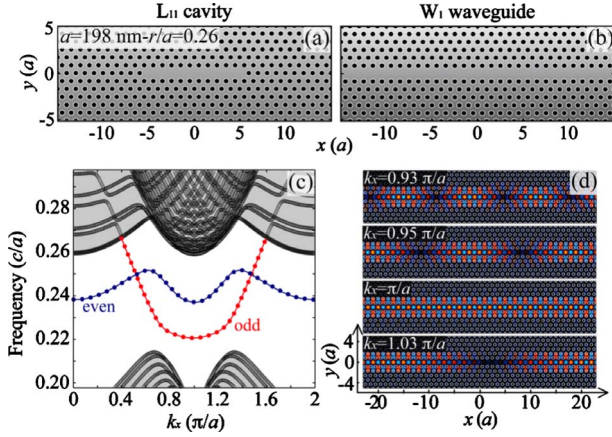 L11 cavity
W1 waveguide
a=198 nm-r/a=0.26
(a)
(b)
y (a)
5
0
-5
-10 -5 0 5 10
-10 -5 0 5 10
x (a)
(c)
Frequency (c/a)
0.28
0.26
0.24
0.22
0.20
even
odd
0 0.4 0.8 1.2 1.6 2
kx (π/a)
(d)
kx=0.93 π/a
kx=0.95 π/a
kx=π/a
kx=1.03 π/a
y (a)
4
0
-4
-20 -10 0 10 20
x (a)